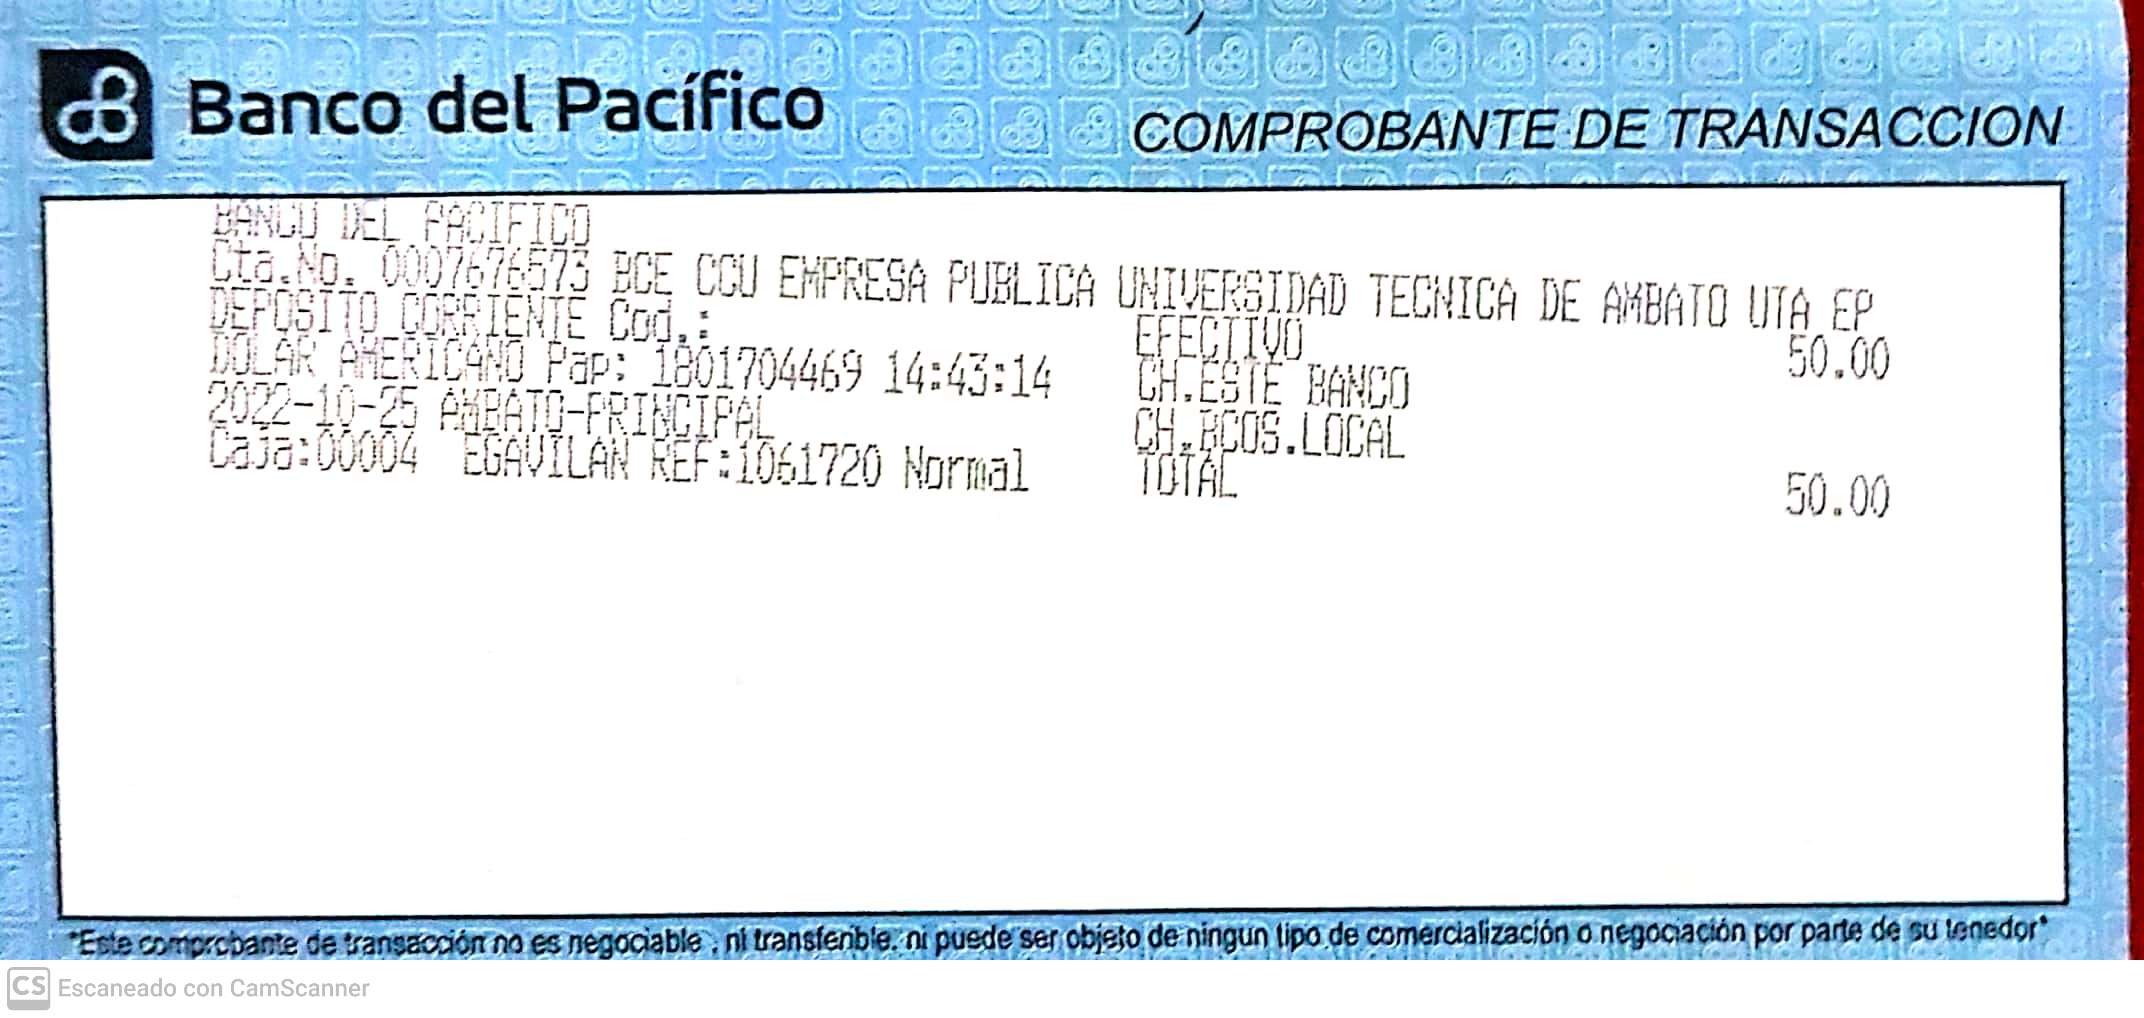 Banco del Pacífico
COMPROBANTE DE TRANSACCION
BANCO DEL PACIFICO
Cta.No. 0007676573 BCE CCU EMPRESA PUBLICA UNIVERSIDAD TECNICA DE AMBATO UTA EP
DEPOSITO CORRIENTE Cod.: EFECTIVO 50.00
DOLAR AMERICANO Pap: 1801704469 14:43:14 CH.ESTE BANCO
2022-10-25 AMBATO-PRINCIPAL CH.BCOS.LOCAL
Caja:00004 EGAVILAN REF:1061720 Normal TOTAL 50.00
"Este comprobante de transacción no es negociable , ni transferible, ni puede ser objeto de ningun tipo de comercialización o negociación por parte de su tenedor"
CS Escaneado con CamScanner